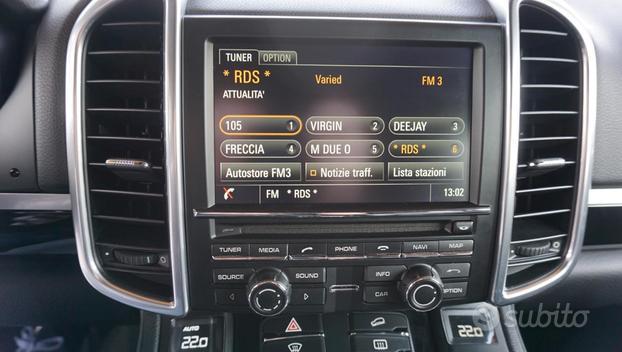 TUNER OPTION
* RDS * Varied FM 3
ATTUALITA'
105 1 VIRGIN 2 DEEJAY 3
FRECCIA 4 M DUE O 5 * RDS * 6
Autostore FM3 Notizie traff. Lista stazioni
FM * RDS * 13:02
TUNER MEDIA PHONE NAVI MAP
SOURCE SOUND INFO
CAR OPTION
AUTO
22.0 22.0
subito